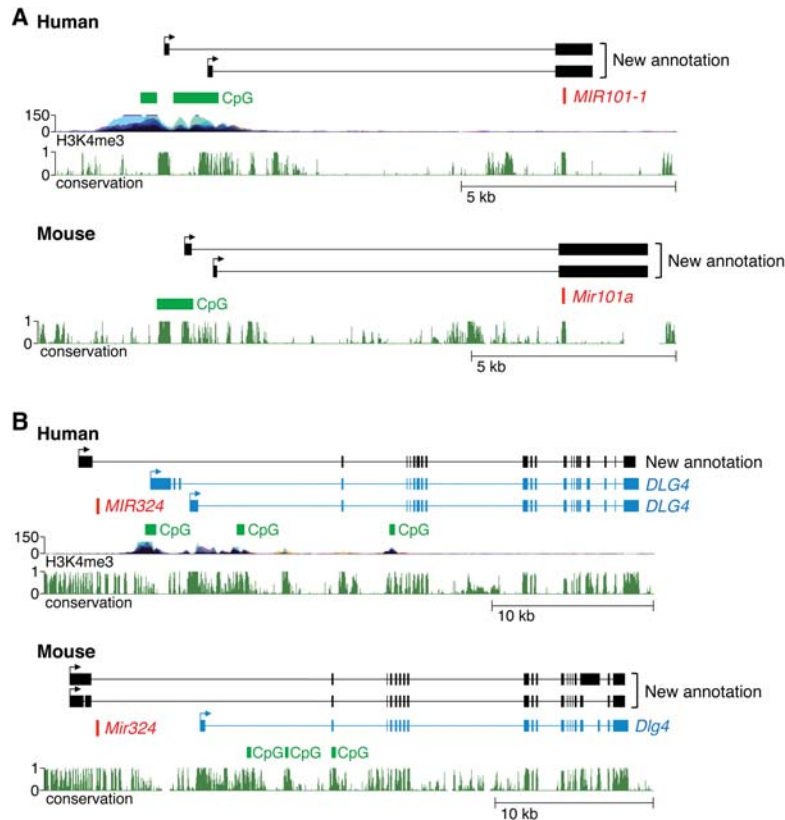 A
Human
New annotation
CpG
MIR101-1
150
0
H3K4me3
1
0
conservation
5 kb
Mouse
New annotation
Mir101a
CpG
1
0
conservation
5 kb
B
Human
New annotation
DLG4
MIR324
DLG4
CpG CpG CpG
150
0
H3K4me3
1
0
conservation
10 kb
Mouse
New annotation
Mir324
Dlg4
CpG CpG CpG
1
0
conservation
10 kb